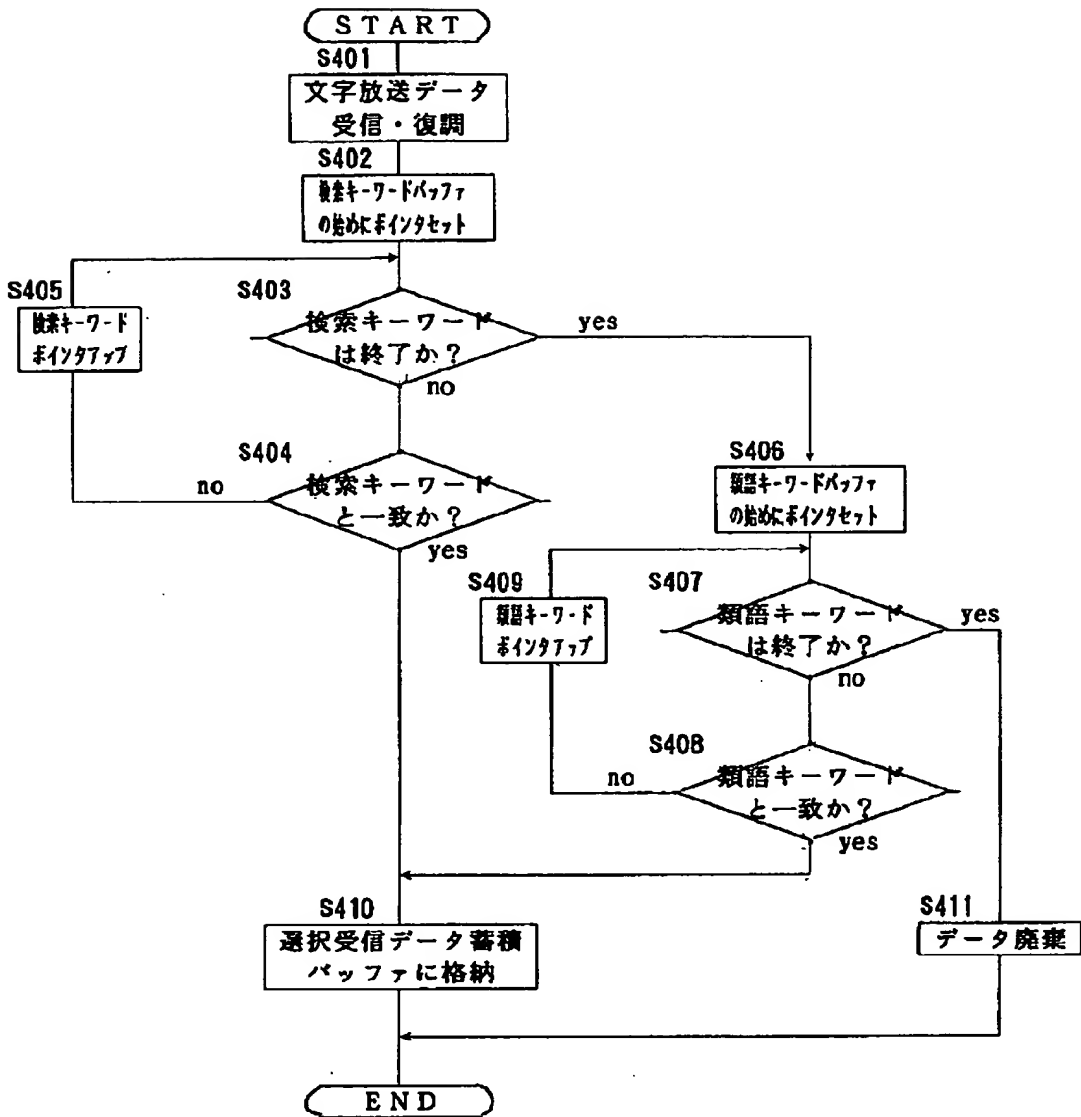 START
S401
文字放送データ
受信・復調
S402
検索キーワードバッファ
の始めにポインタセット
S405
検索キーワード
ポインタアップ
S403
検索キーワード
は終了か?
yes
no
S404
検索キーワード
と一致か?
no
yes
S406
類語キーワードバッファ
の始めにポインタセット
S409
類語キーワード
ポインタアップ
S407
類語キーワード
は終了か?
yes
no
S408
類語キーワード
と一致か?
no
yes
S410
選択受信データ蓄積
バッファに格納
S411
データ廃棄
END